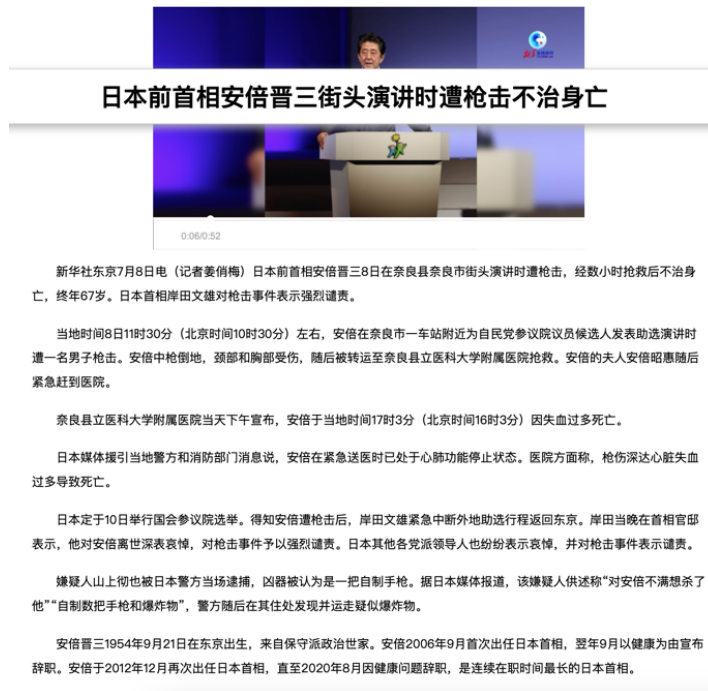 日本前首相安倍晋三街头演讲时遭枪击不治身亡
0:06/0:52
新华社东京7月8日电（记者姜俏梅）日本前首相安倍晋三8日在奈良县奈良市街头演讲时遭枪击，经数小时抢救后不治身
亡，终年67岁。日本首相岸田文雄对枪击事件表示强烈谴责。
当地时间8日11时30分（北京时间10时30分）左右，安倍在奈良市一车站附近为自民党参议院议员候选人发表助选演讲时
遭一名男子枪击。安倍中枪倒地，颈部和胸部受伤，随后被转运至奈良县立医科大学附属医院抢救。安倍的夫人安倍昭惠随后
紧急赶到医院。
奈良县立医科大学附属医院当天下午宣布，安倍于当地时间17时3分（北京时间16时3分）因失血过多死亡。
日本媒体援引当地警方和消防部门消息说，安倍在紧急送医时已处于心肺功能停止状态。医院方面称，枪伤深达心脏失血
过多导致死亡。
日本定于10日举行国会参议院选举。得知安倍遭枪击后，岸田文雄紧急中断外地助选行程返回东京。岸田当晚在首相官邸
表示，他对安倍离世深表哀悼，对枪击事件予以强烈谴责。日本其他各党派领导人也纷纷表示哀悼，并对枪击事件表示谴责。
嫌疑人山上彻也被日本警方当场逮捕，凶器被认为是一把自制手枪。据日本媒体报道，该嫌疑人供述称“对安倍不满想杀了
他”“自制数把手枪和爆炸物”，警方随后在其住处发现并运走疑似爆炸物。
安倍晋三1954年9月21日在东京出生，来自保守派政治世家。安倍2006年9月首次出任日本首相，翌年9月以健康为由宣布
辞职。安倍于2012年12月再次出任日本首相，直至2020年8月因健康问题辞职，是连续在职时间最长的日本首相。